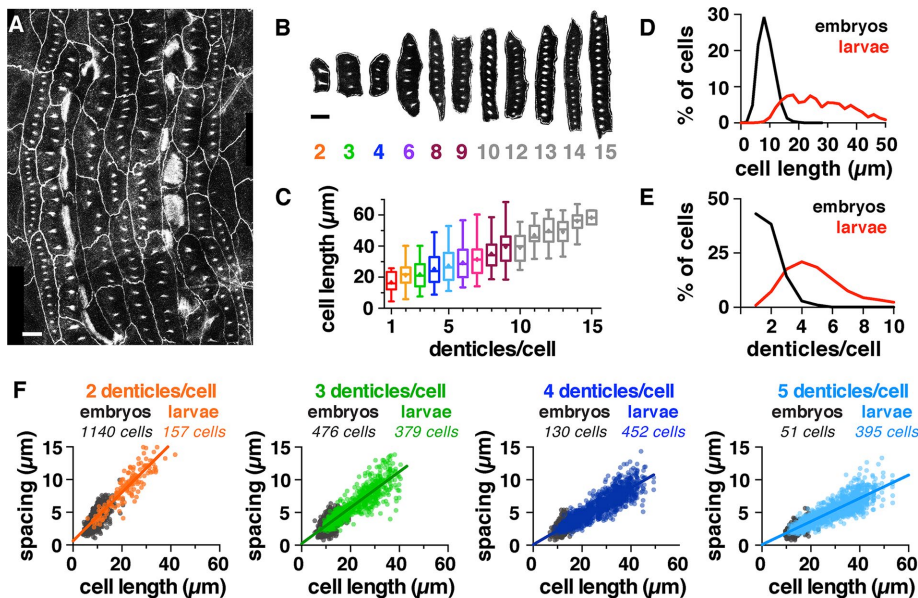 A
B
2 3 4 6 8 9 10 12 13 14 15
C
cell length (µm)
60
40
20
0
1 5 10 15
denticles/cell
D
% of cells
30
20
10
0
embryos
larvae
0 10 20 30 40 50
cell length (µm)
E
% of cells
50
25
0
embryos
larvae
0 2 4 6 8 10
denticles/cell
F
2 denticles/cell
embryos larvae
1140 cells 157 cells
spacing (µm)
15
10
5
0
0 20 40 60
cell length (µm)
3 denticles/cell
embryos larvae
476 cells 379 cells
spacing (µm)
15
10
5
0
0 20 40 60
cell length (µm)
4 denticles/cell
embryos larvae
130 cells 452 cells
spacing (µm)
15
10
5
0
0 20 40 60
cell length (µm)
5 denticles/cell
embryos larvae
51 cells 395 cells
spacing (µm)
15
10
5
0
0 20 40 60
cell length (µm)